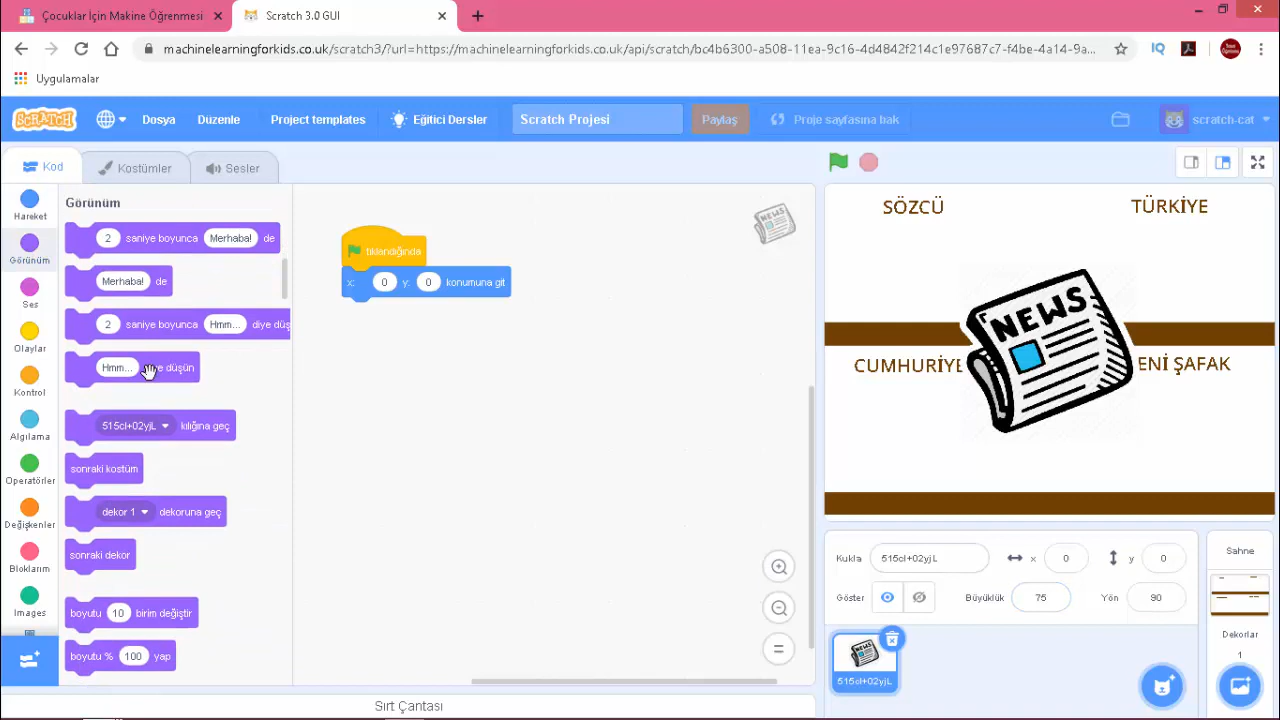 Çocuklar İçin Makine Öğrenmesi
Scratch 3.0 GUI
machinelearningforkids.co.uk/scratch3/?url=https://machinelearningforkids.co.uk/api/scratch/bc4b6300-a508-11ea-9c16-4d4842f214c1e97687c7-f4be-4a14-9a...
IQ
Uygulamalar
SCRATCH
Dosya
Düzenle
Project templates
Eğitici Dersler
Scratch Projesi
Paylaş
Proje sayfasına bak
scratch-cat
Kod
Kostümler
Sesler
Hareket
Görünüm
Ses
Olaylar
Kontrol
Algılama
Operatörler
Değişkenler
Bloklarım
Images
Görünüm
2 saniye boyunca Merhaba! de
Merhaba! de
2 saniye boyunca Hmm... diye düş
Hmm... düşün
515cl+02yjL kılığına geç
sonraki kostüm
dekor 1 dekoruna geç
sonraki dekor
boyutu 10 birim değiştir
boyutu % 100 yap
tıklandığında
x: 0 y: 0 konumuna git
NEWS
SÖZCÜ
TÜRKİYE
NEWS
CUMHURİYE
ENİ ŞAFAK
Kukla 515cl+02yjL x 0 y 0
Göster Büyüklük 75 Yön 90
515cl+02yjL
Sahne
Dekorlar
1
Sırt Çantası